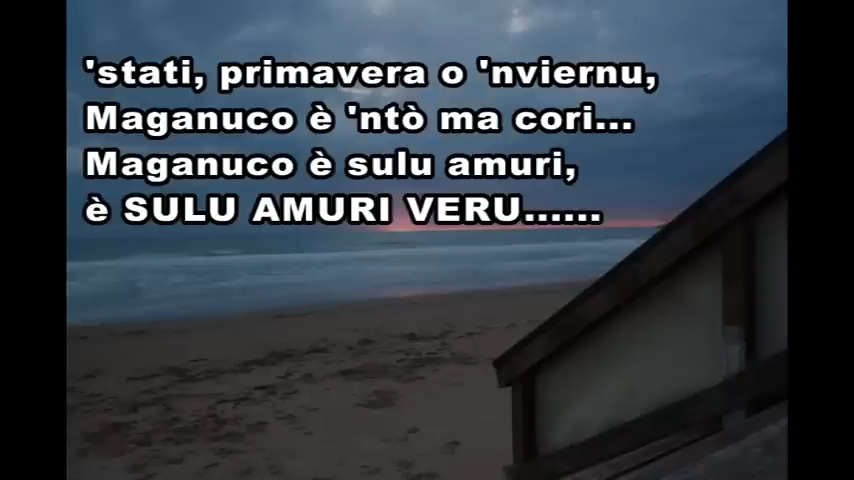 'stati, primavera o 'nviernu,
Maganuco è 'ntò ma cori...
Maganuco è sulu amuri,
è SULU AMURI VERU......